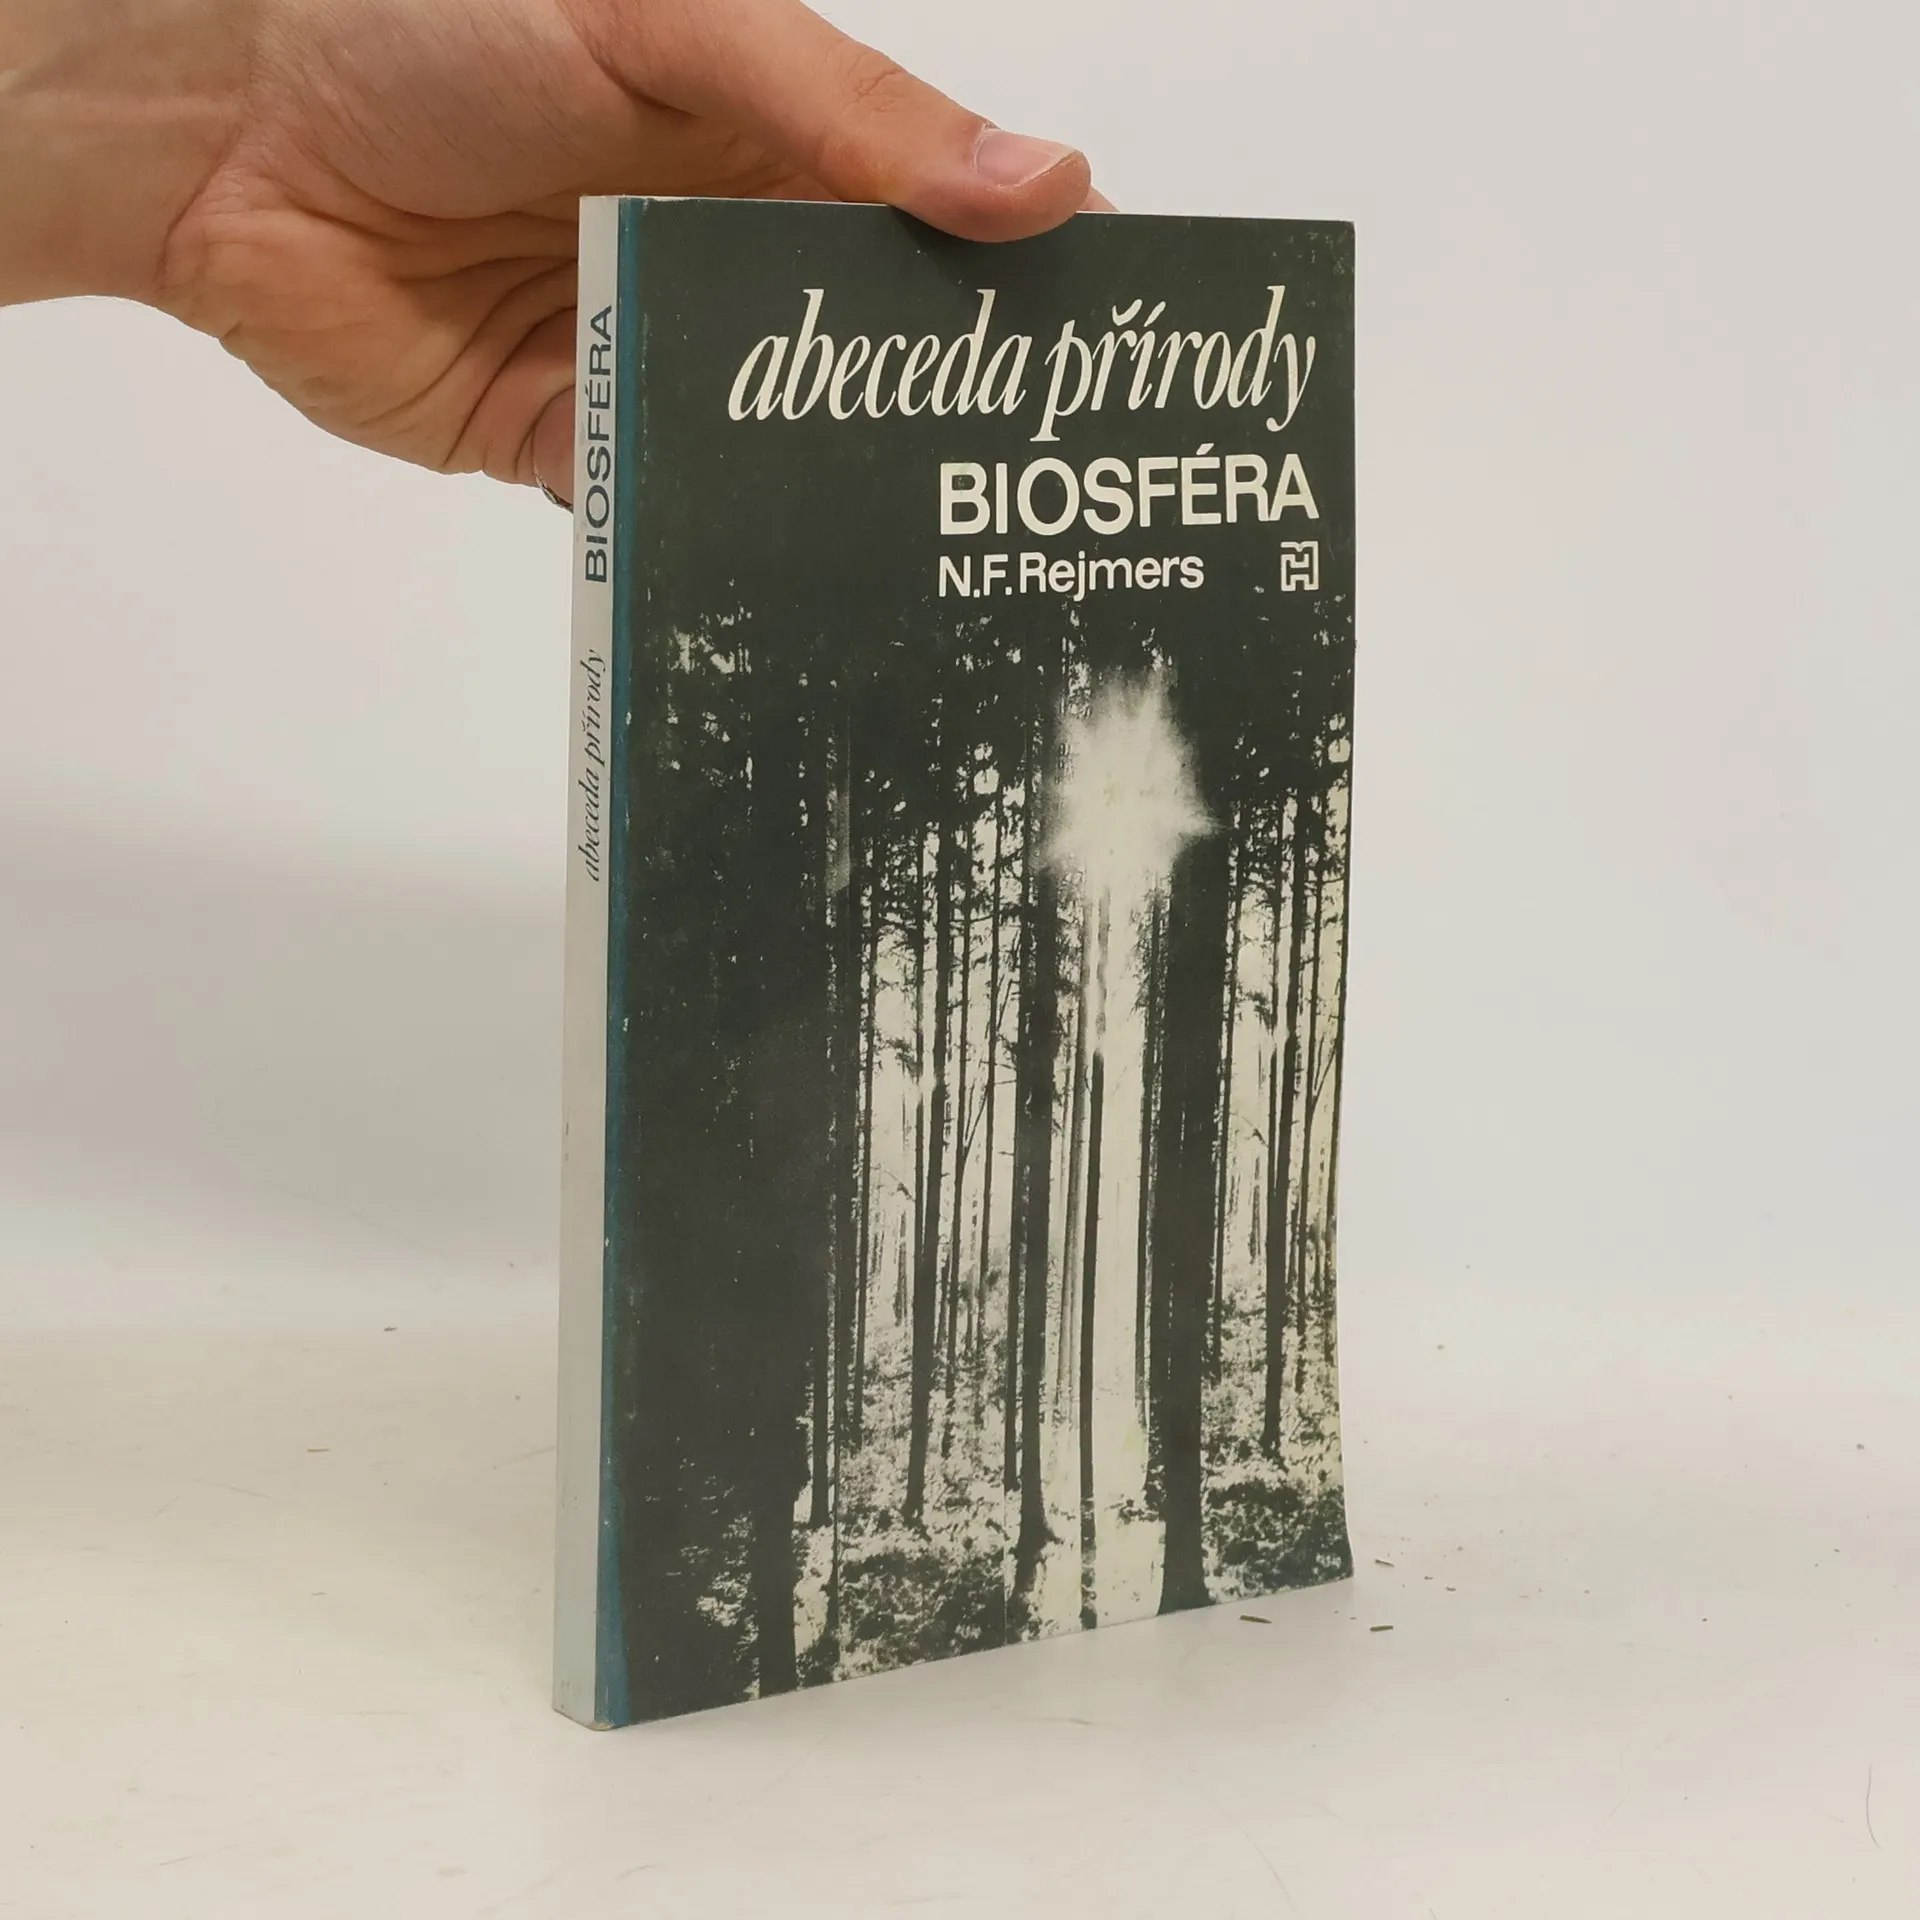 abeceda přírody
BIOSFÉRA
N.F. Rejmers
BIOSFÉRA
abeceda přírody